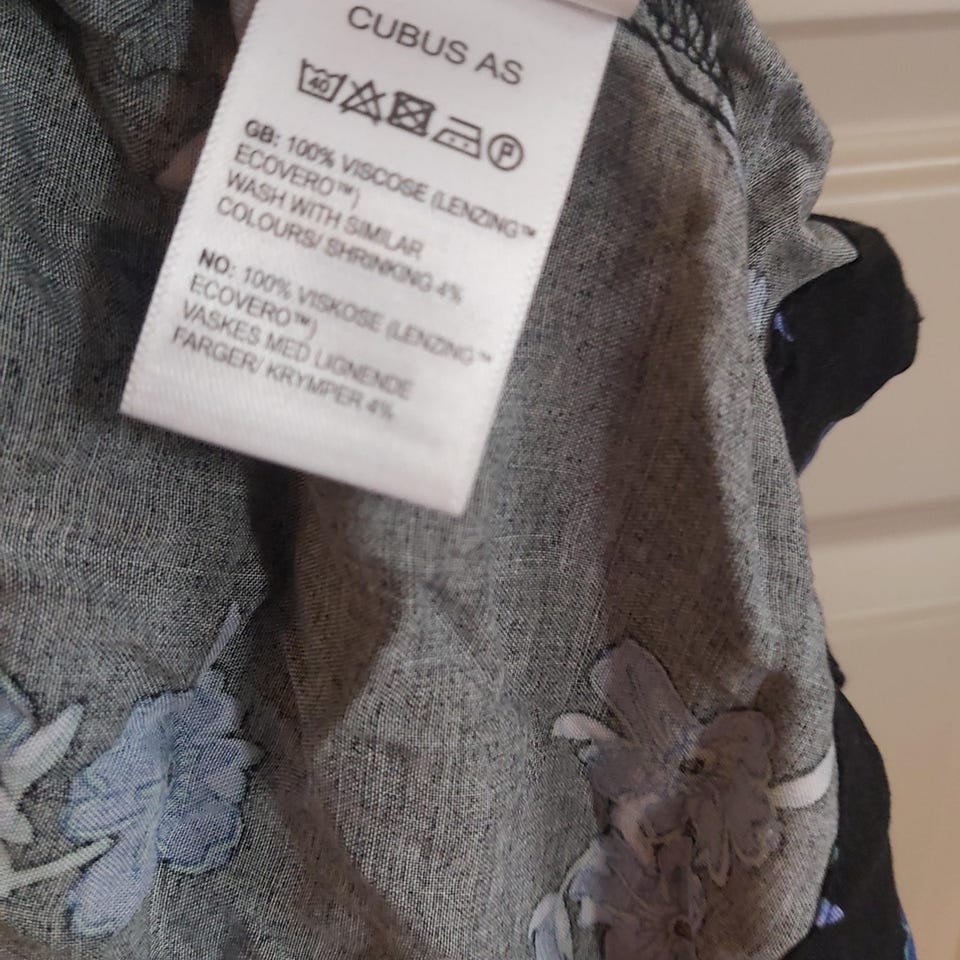 CUBUS AS
40 P
GB: 100% VISCOSE (LENZING™
ECOVERO™)
WASH WITH SIMILAR
COLOURS/ SHRINKING 4%
NO: 100% VISKOSE (LENZING™
ECOVERO™)
VASKES MED LIGNENDE
FARGER/ KRYMPER 4%